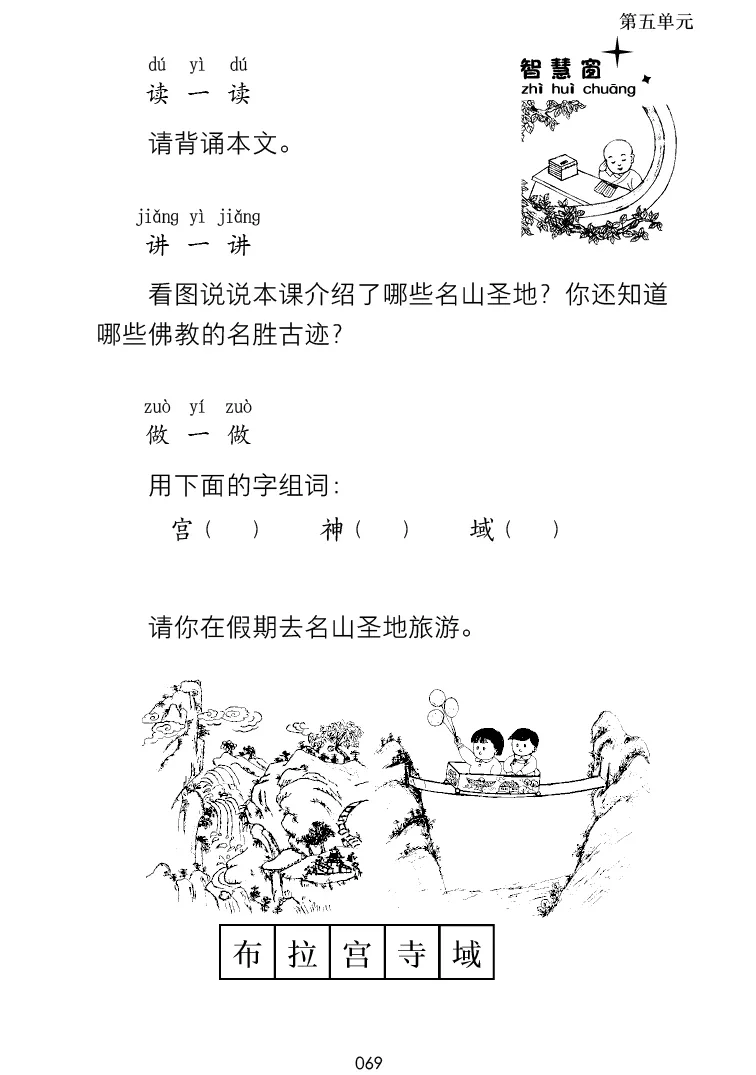 第五单元
智慧窗
zhì huì chuāng
dú yì dú
读一读
请背诵本文。
jiǎng yì jiǎng
讲一讲
看图说说本课介绍了哪些名山圣地？你还知道
哪些佛教的名胜古迹？
zuò yí zuò
做一做
用下面的字组词：
宫（ ） 神（ ） 域（ ）
请你在假期去名山圣地旅游。
布拉宫寺域
069